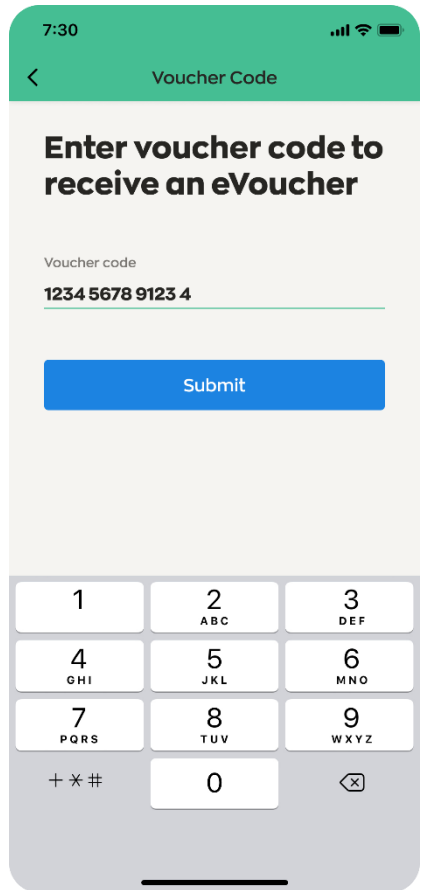 7:30
Voucher Code
Enter voucher code to
receive an eVoucher
Voucher code
1234 5678 9123 4
Submit
1 2 3
ABC DEF
4 5 6
GHI JKL MNO
7 8 9
PQRS TUV WXYZ
+*# 0